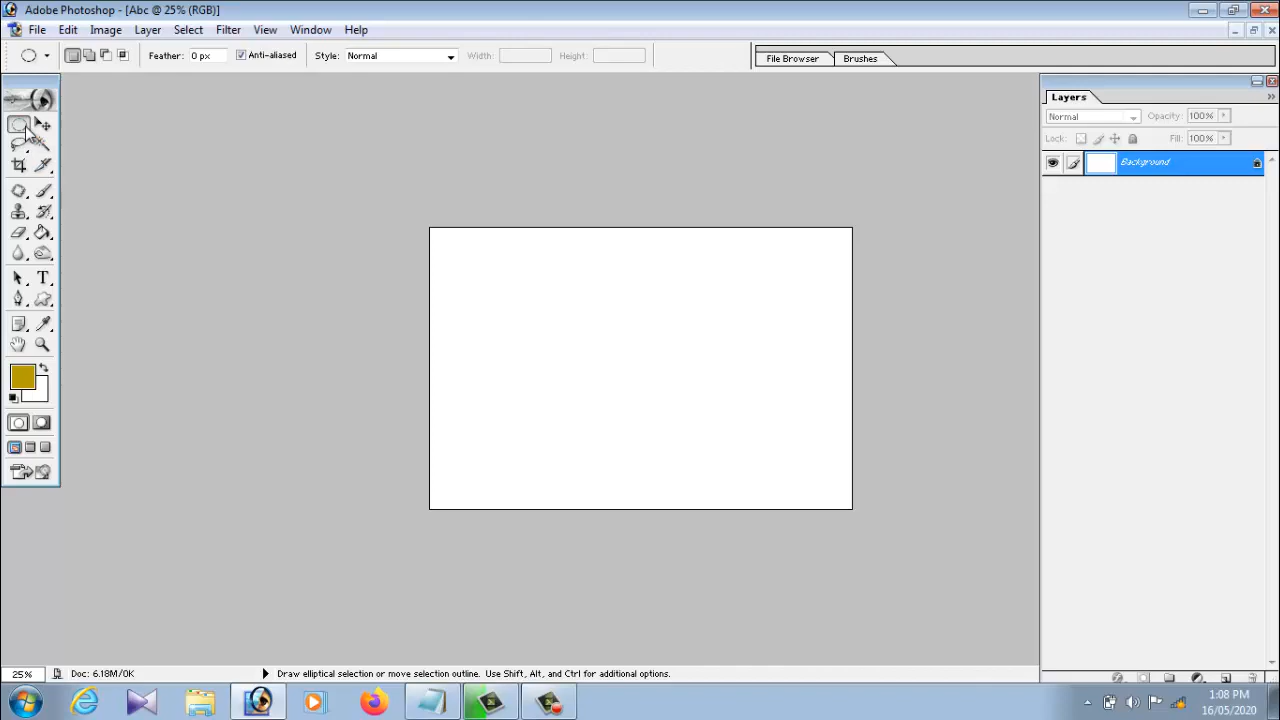 Adobe Photoshop - [Abc @ 25% (RGB)]
File Edit Image Layer Select Filter View Window Help
Feather: 0 px Anti-aliased Style: Normal Width: Height: File Browser Brushes
Layers
Normal Opacity: 100%
Lock: Fill: 100%
Background
T
25% Doc: 6.18M/0K Draw elliptical selection or move selection outline. Use Shift, Alt, and Ctrl for additional options.
1:08 PM
16/05/2020